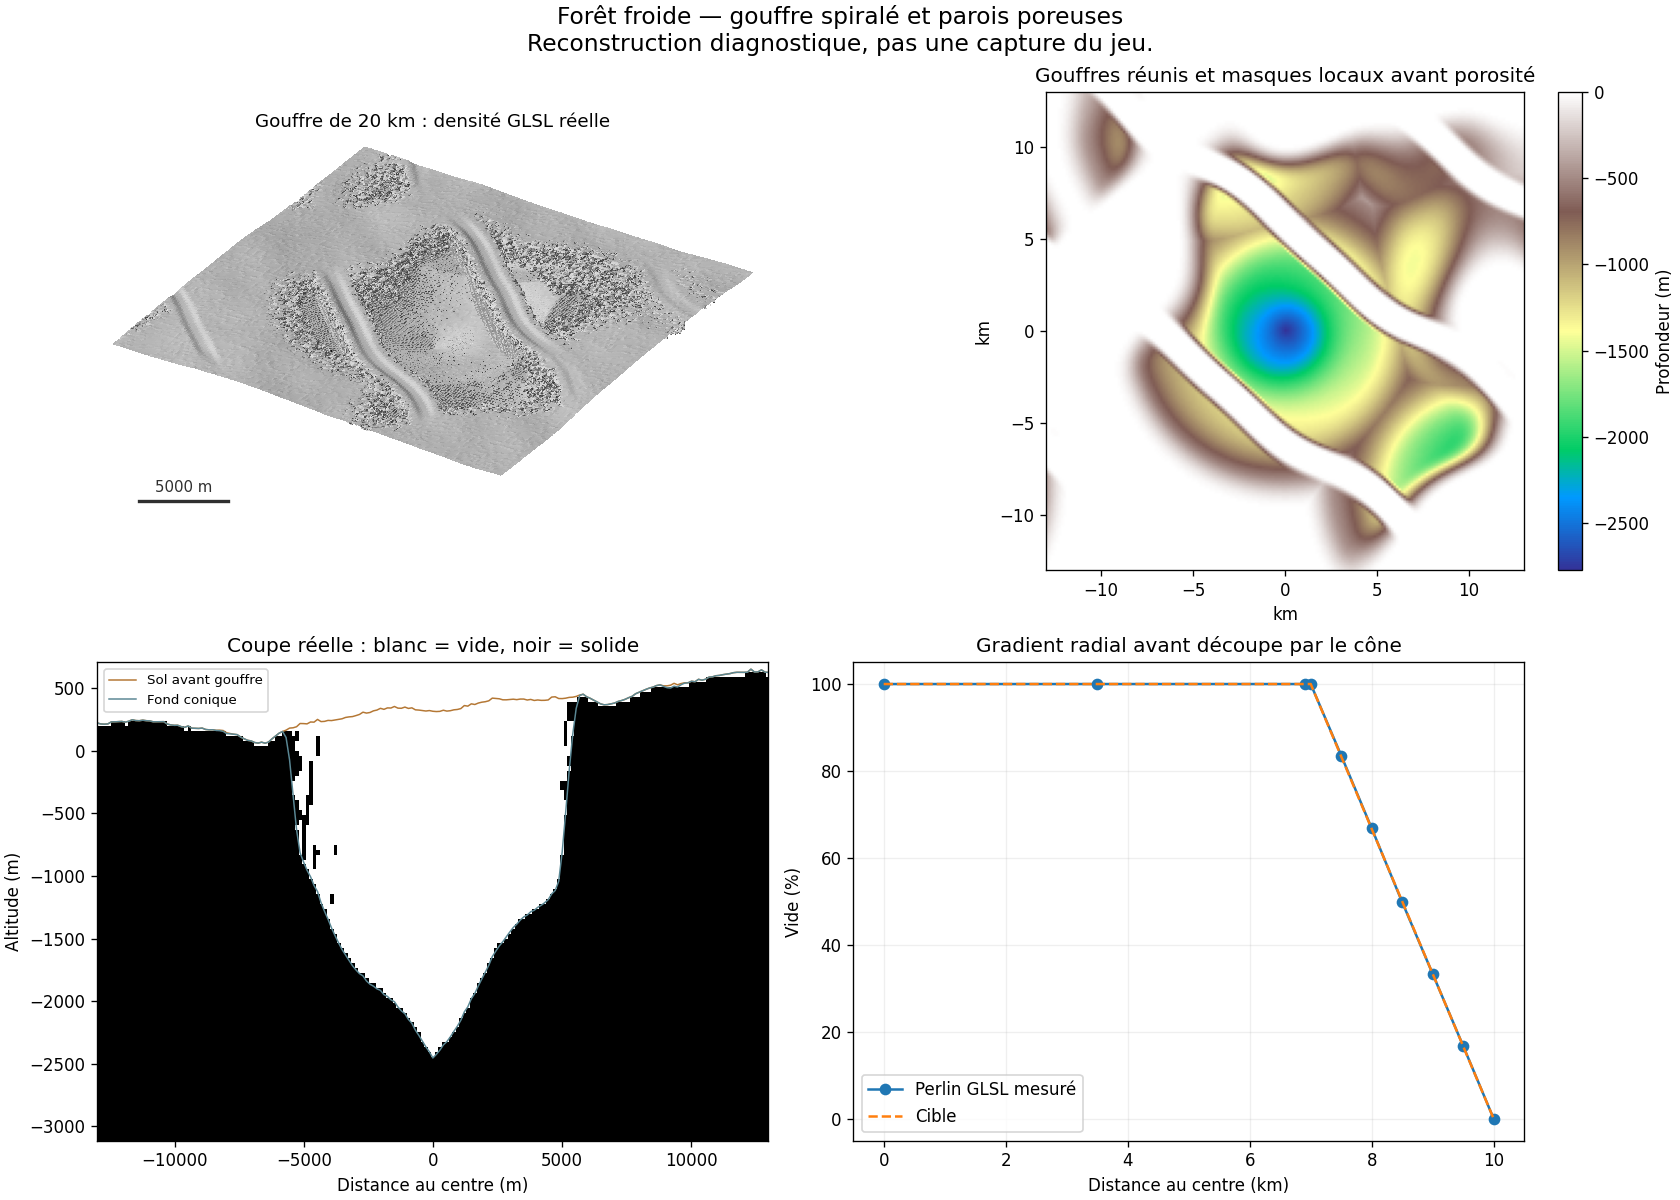 Forêt froide — gouffre spiralé et parois poreuses
Reconstruction diagnostique, pas une capture du jeu.
Gouffre de 20 km : densité GLSL réelle
5000 m
Gouffres réunis et masques locaux avant porosité
10
5
0
−5
−10
km
−10
−5
0
5
10
km
0
−500
−1000
−1500
−2000
−2500
Profondeur (m)
Coupe réelle : blanc = vide, noir = solide
Sol avant gouffre
Fond conique
500
0
−500
−1000
−1500
−2000
−2500
−3000
Altitude (m)
−10000
−5000
0
5000
10000
Distance au centre (m)
Gradient radial avant découpe par le cône
100
80
60
40
20
0
Vide (%)
Perlin GLSL mesuré
Cible
0
2
4
6
8
10
Distance au centre (km)